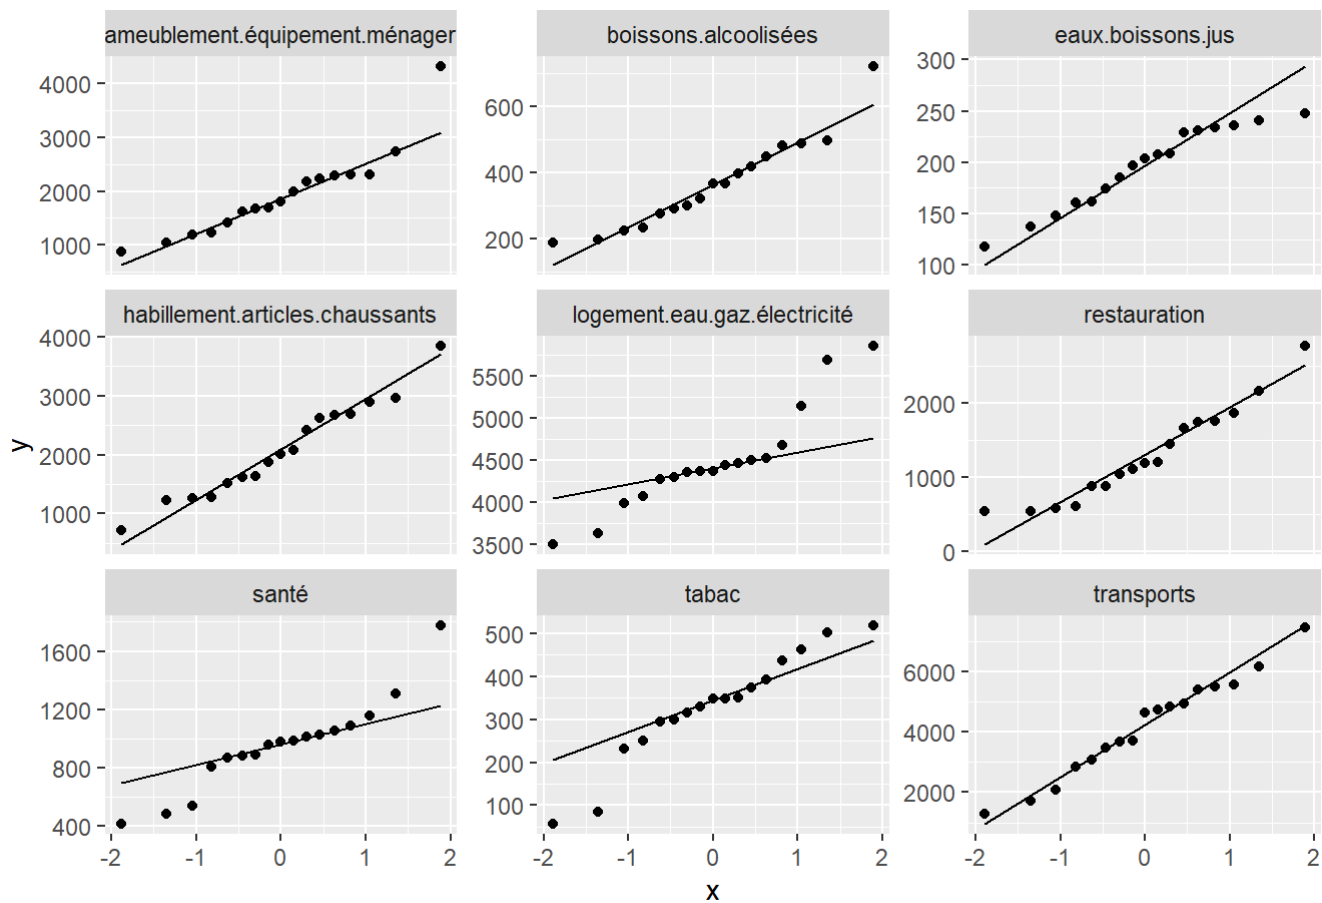 ameublement.équipement.ménager boissons.alcoolisées eaux.boissons.jus
4000 3000 2000 1000
600 400 200
300 250 200 150 100
habillement.articles.chaussants logement.eau.gaz.électricité restauration
4000 3000 2000 1000
5500 5000 4500 4000 3500
2000 1000 0
y
santé tabac transports
1600 1200 800 400
500 400 300 200 100
6000 4000 2000
-2 -1 0 1 2 -2 -1 0 1 2 -2 -1 0 1 2
x